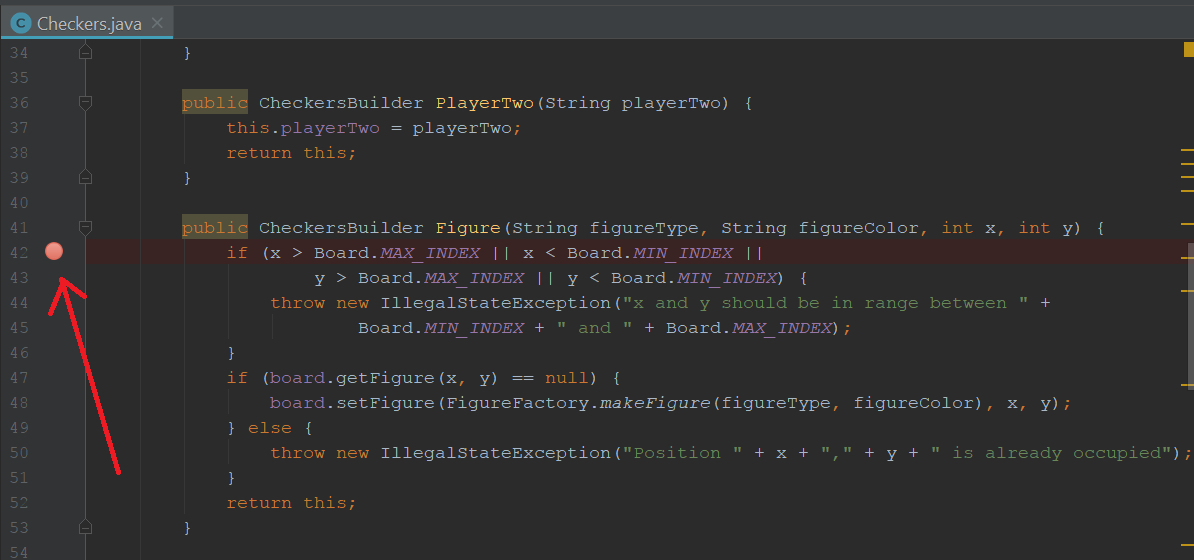 C Checkers.java
34 }
35
36 public CheckersBuilder PlayerTwo(String playerTwo) {
37 this.playerTwo = playerTwo;
38 return this;
39 }
40
41 public CheckersBuilder Figure(String figureType, String figureColor, int x, int y) {
42 if (x > Board.MAX_INDEX || x < Board.MIN_INDEX ||
43 y > Board.MAX_INDEX || y < Board.MIN_INDEX) {
44 throw new IllegalStateException("x and y should be in range between " +
45 Board.MIN_INDEX + " and " + Board.MAX_INDEX);
46 }
47 if (board.getFigure(x, y) == null) {
48 board.setFigure(FigureFactory.makeFigure(figureType, figureColor), x, y);
49 } else {
50 throw new IllegalStateException("Position " + x + "," + y + " is already occupied");
51 }
52 return this;
53 }
54